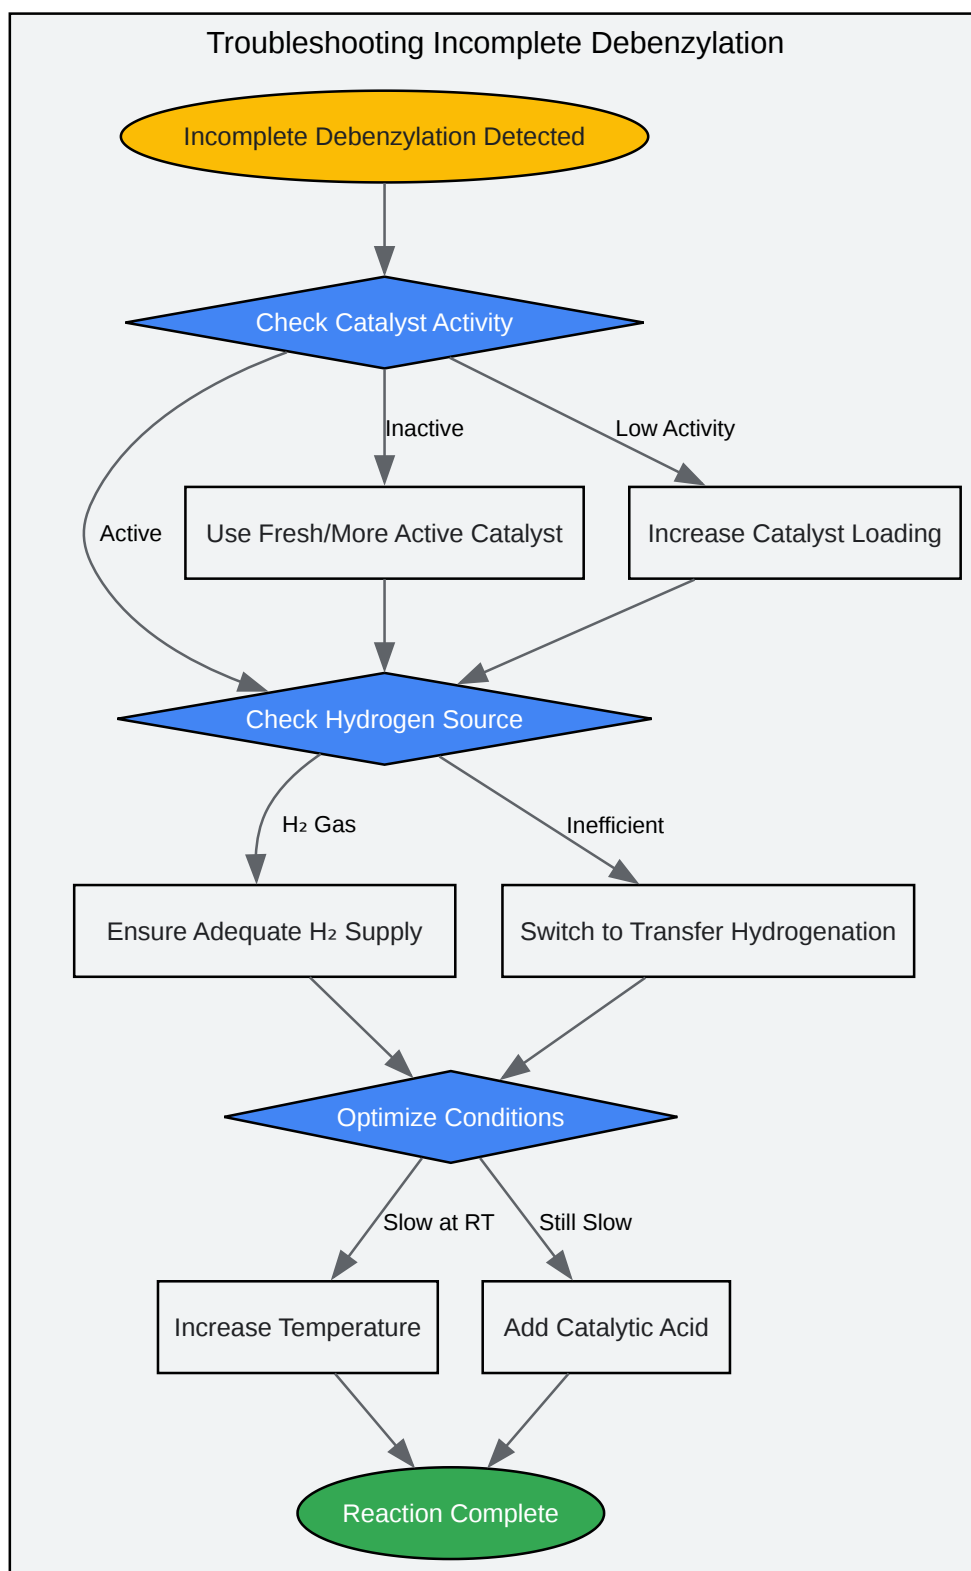 Troubleshooting Incomplete Debenzylation
Incomplete Debenzylation Detected
Check Catalyst Activity
Inactive
Low Activity
Active
Use Fresh/More Active Catalyst
Increase Catalyst Loading
Check Hydrogen Source
H₂ Gas
Inefficient
Ensure Adequate H₂ Supply
Switch to Transfer Hydrogenation
Optimize Conditions
Slow at RT
Still Slow
Increase Temperature
Add Catalytic Acid
Reaction Complete